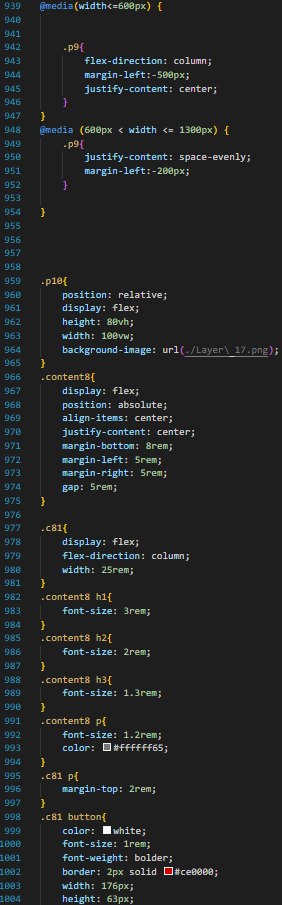 939 @media(width<=600px) {
940
941
942 .p9{
943 flex-direction: column;
944 margin-left:-500px;
945 justify-content: center;
946 }
947 }
948 @media (600px < width <= 1300px) {
949 .p9{
950 justify-content: space-evenly;
951 margin-left:-200px;
952 }
953
954 }
955
956
957
958
959 .p10{
960 position: relative;
961 display: flex;
962 height: 80vh;
963 width: 100vw;
964 background-image: url(./Layer\ 17.png);
965 }
966 .content8{
967 display: flex;
968 position: absolute;
969 align-items: center;
970 justify-content: center;
971 margin-bottom: 8rem;
972 margin-left: 5rem;
973 margin-right: 5rem;
974 gap: 5rem;
975 }
976
977 .c81{
978 display: flex;
979 flex-direction: column;
980 width: 25rem;
981 }
982 .content8 h1{
983 font-size: 3rem;
984 }
985 .content8 h2{
986 font-size: 2rem;
987 }
988 .content8 h3{
989 font-size: 1.3rem;
990 }
991 .content8 p{
992 font-size: 1.2rem;
993 color: #ffffff65;
994 }
995 .c81 p{
996 margin-top: 2rem;
997 }
998 .c81 button{
999 color: white;
1000 font-size: 1rem;
1001 font-weight: bolder;
1002 border: 2px solid #ce0000;
1003 width: 176px;
1004 height: 63px;